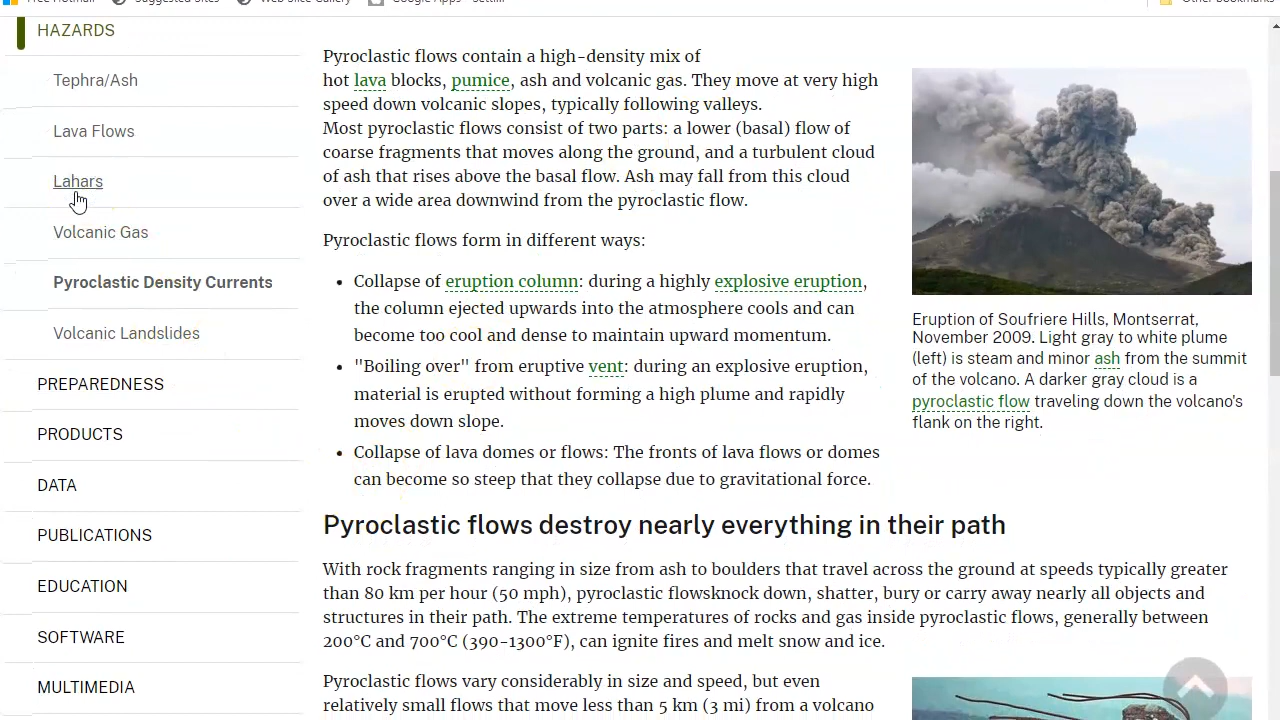 HAZARDS
Tephra/Ash
Lava Flows
Lahars
Volcanic Gas
Pyroclastic Density Currents
Volcanic Landslides
PREPAREDNESS
PRODUCTS
DATA
PUBLICATIONS
EDUCATION
SOFTWARE
MULTIMEDIA
Pyroclastic flows contain a high-density mix of
hot lava blocks, pumice, ash and volcanic gas. They move at very high
speed down volcanic slopes, typically following valleys.
Most pyroclastic flows consist of two parts: a lower (basal) flow of
coarse fragments that moves along the ground, and a turbulent cloud
of ash that rises above the basal flow. Ash may fall from this cloud
over a wide area downwind from the pyroclastic flow.
Pyroclastic flows form in different ways:
• Collapse of eruption column: during a highly explosive eruption,
the column ejected upwards into the atmosphere cools and can
become too cool and dense to maintain upward momentum.
• "Boiling over" from eruptive vent: during an explosive eruption,
material is erupted without forming a high plume and rapidly
moves down slope.
• Collapse of lava domes or flows: The fronts of lava flows or domes
can become so steep that they collapse due to gravitational force.
Eruption of Soufriere Hills, Montserrat,
November 2009. Light gray to white plume
(left) is steam and minor ash from the summit
of the volcano. A darker gray cloud is a
pyroclastic flow traveling down the volcano's
flank on the right.
Pyroclastic flows destroy nearly everything in their path
With rock fragments ranging in size from ash to boulders that travel across the ground at speeds typically greater
than 80 km per hour (50 mph), pyroclastic flowsknock down, shatter, bury or carry away nearly all objects and
structures in their path. The extreme temperatures of rocks and gas inside pyroclastic flows, generally between
200°C and 700°C (390-1300°F), can ignite fires and melt snow and ice.
Pyroclastic flows vary considerably in size and speed, but even
relatively small flows that move less than 5 km (3 mi) from a volcano